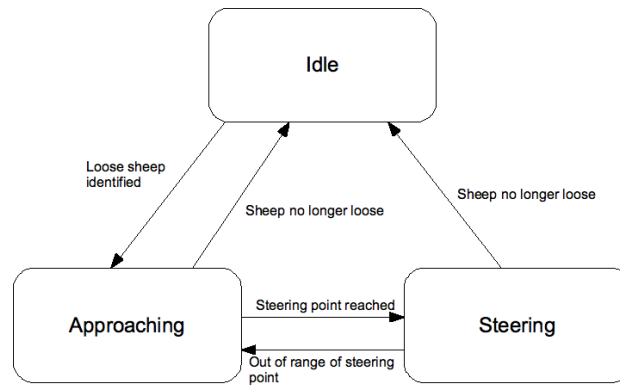 Idle
Loose sheep
identified
Sheep no longer loose
Sheep no longer loose
Approaching
Steering point reached
Steering
Out of range of steering
point